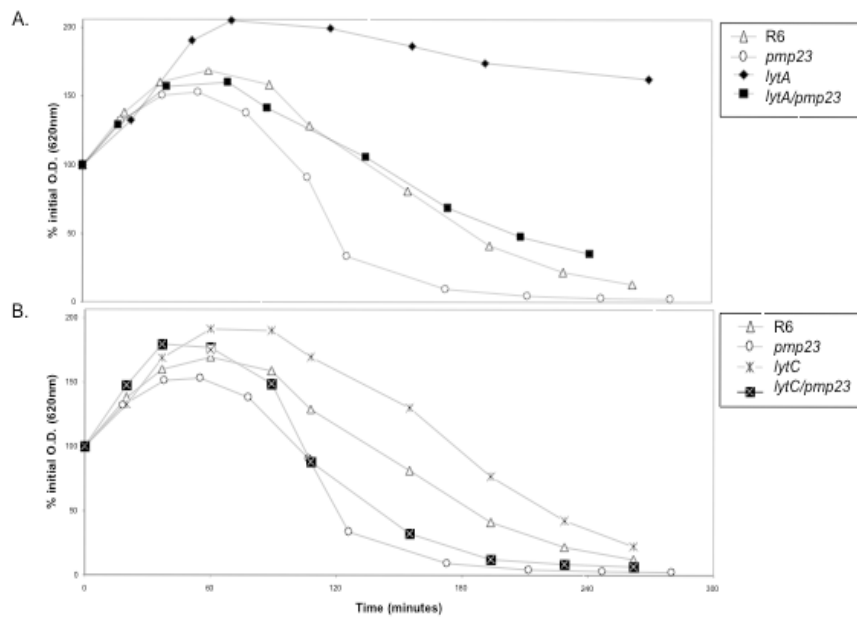 A.
200
150
100
50
0
% initial O.D. (620nm)
R6
pmp23
lytA
lytA/pmp23
B.
200
150
100
50
0
% initial O.D. (620nm)
0 60 120 180 240 300
Time (minutes)
R6
pmp23
lytC
lytC/pmp23